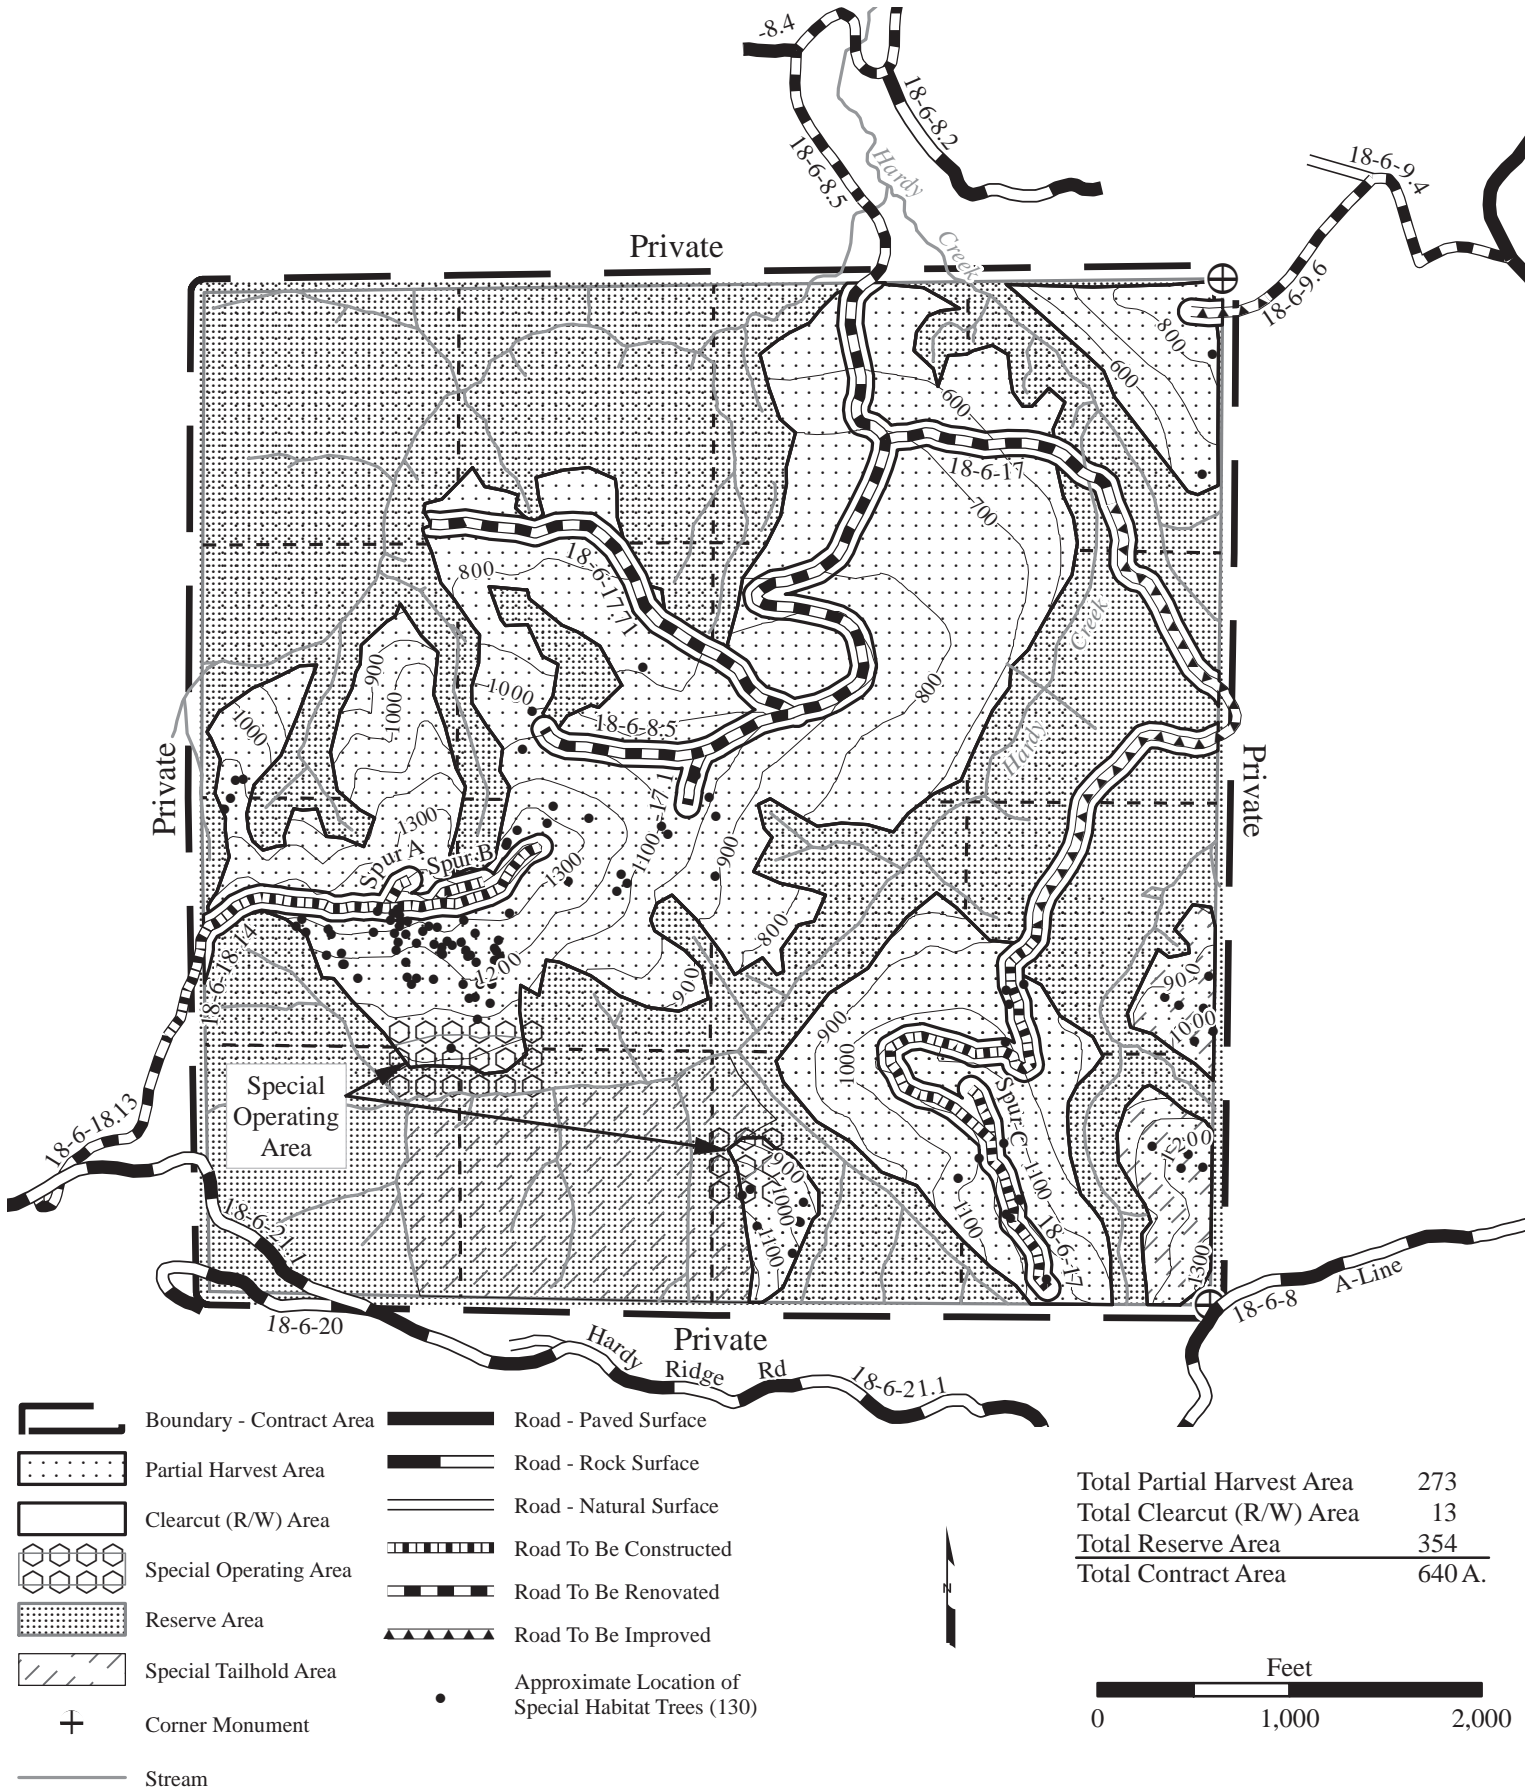 -8.4
18-6-8.2
18-6-8.5
Hardy
Creek
18-6-9.4
18-6-9.6
Private
800
600
600
18-6-17
700
800
18-6-17.71
Hardy
Creek
900
1000
1000
1000
18-6-8.5
800
Private
Private
1300
Spur A
Spur B
1300
1100
-17.1
900
800
18-6-18.14
1200
900
900
1000
900
1000
18-6-18.13
Special
Operating
Area
Spur C
1200
900
1000
1100
1100
1100
18-6-17
1300
18-6-21.1
18-6-20
Private
18-6-8
A-Line
Hardy Ridge Rd
18-6-21.1
Boundary - Contract Area
Partial Harvest Area
Clearcut (R/W) Area
Special Operating Area
Reserve Area
Special Tailhold Area
Corner Monument
Stream
Road - Paved Surface
Road - Rock Surface
Road - Natural Surface
Road To Be Constructed
Road To Be Renovated
Road To Be Improved
Approximate Location of
Special Habitat Trees (130)
N
Total Partial Harvest Area 273
Total Clearcut (R/W) Area 13
Total Reserve Area 354
Total Contract Area 640 A.
Feet
0 1,000 2,000